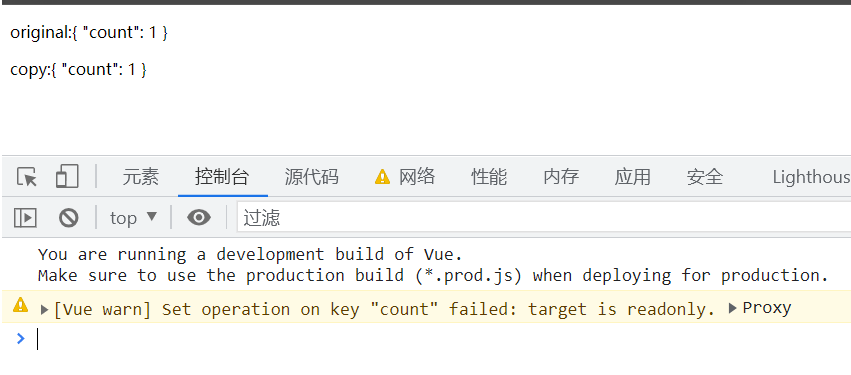 original:{ "count": 1 }
copy:{ "count": 1 }
元素 控制台 源代码 网络 性能 内存 应用 安全 Lighthous
top ▼ 过滤
You are running a development build of Vue.
Make sure to use the production build (*.prod.js) when deploying for production.
▶[Vue warn] Set operation on key "count" failed: target is readonly. ▶Proxy